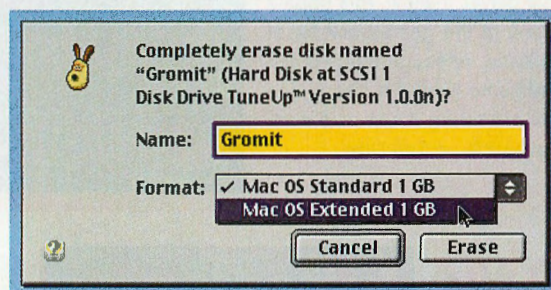 Completely erase disk named
“Gromit” (Hard Disk at SCSI 1
Disk Drive TuneUp™ Version 1.0.0n)?
Name: Gromit
Format: ✓ Mac OS Standard 1 GB
Mac OS Extended 1 GB
? Cancel Erase